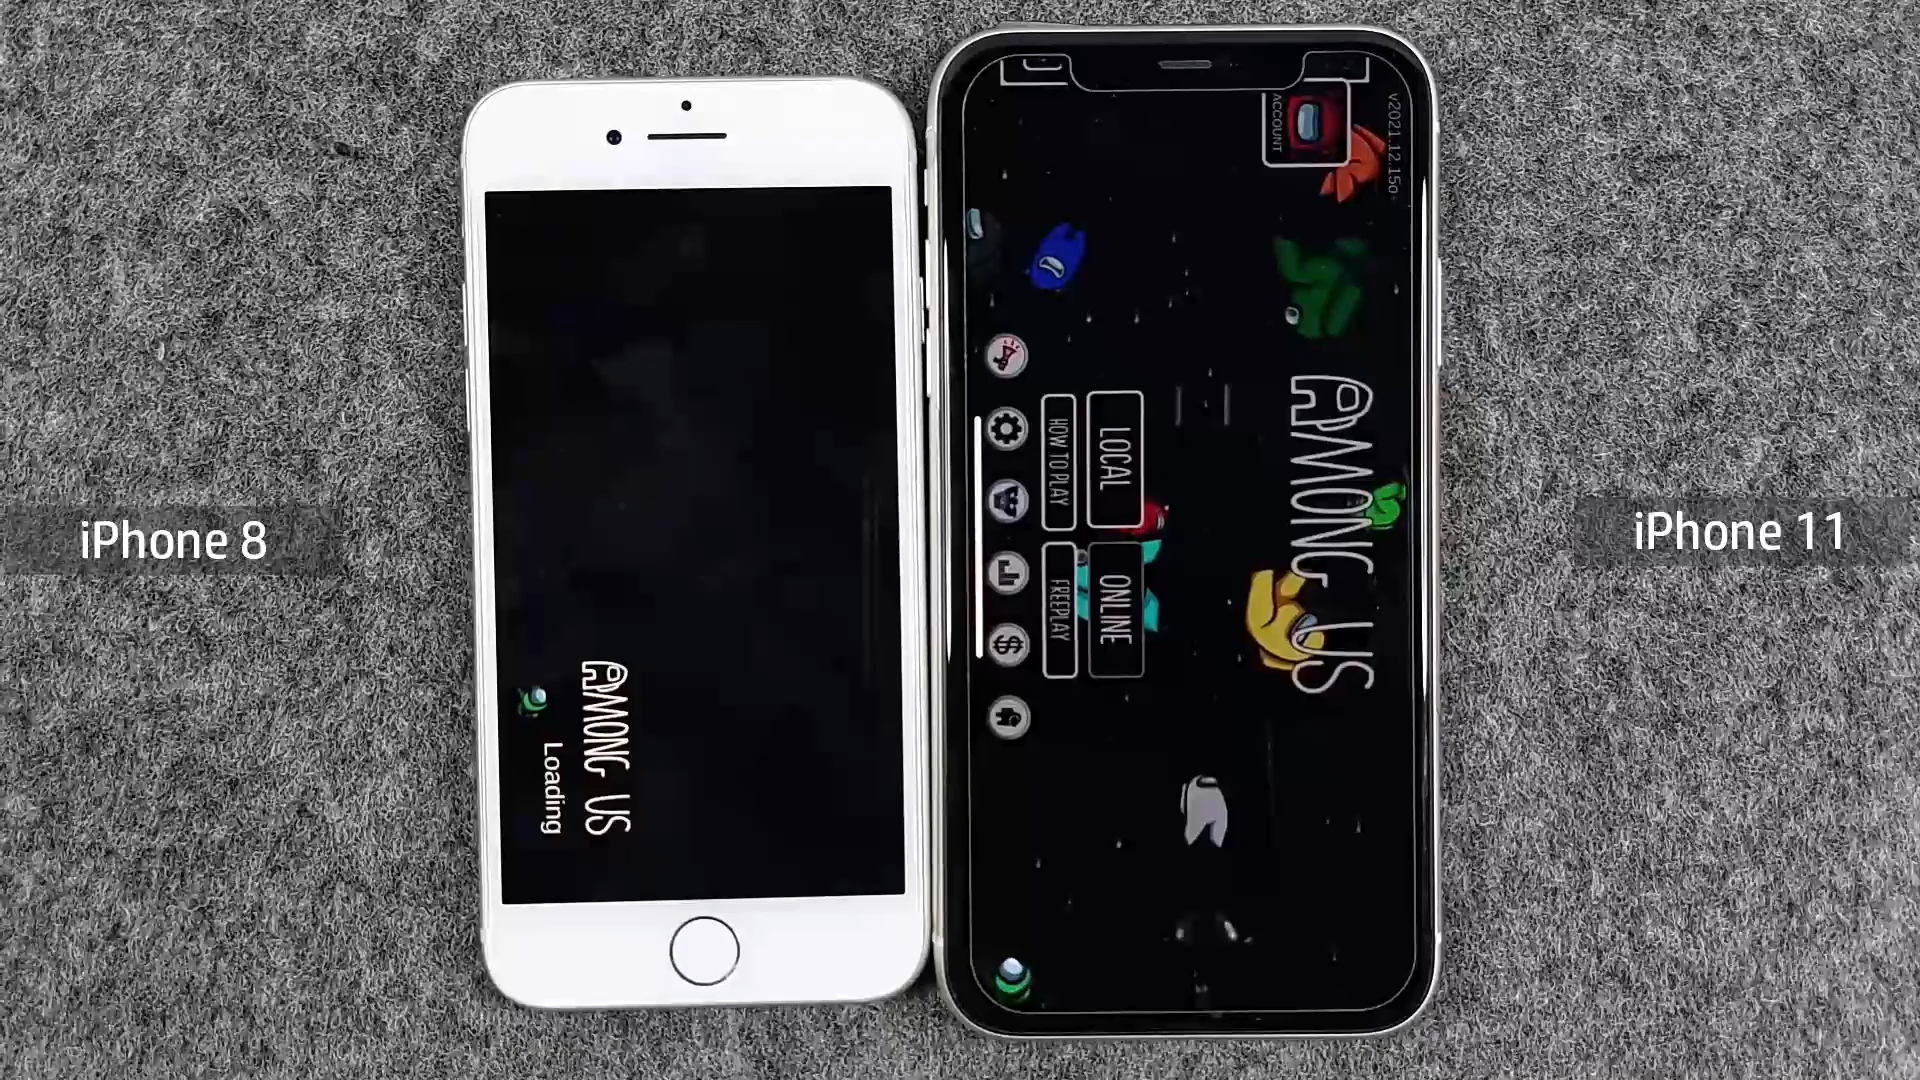 iPhone 8
AMONG US
Loading
v2021.12.15o
ACCOUNT
AMONG US
LOCAL
ONLINE
HOW TO PLAY
FREEPLAY
$
iPhone 11